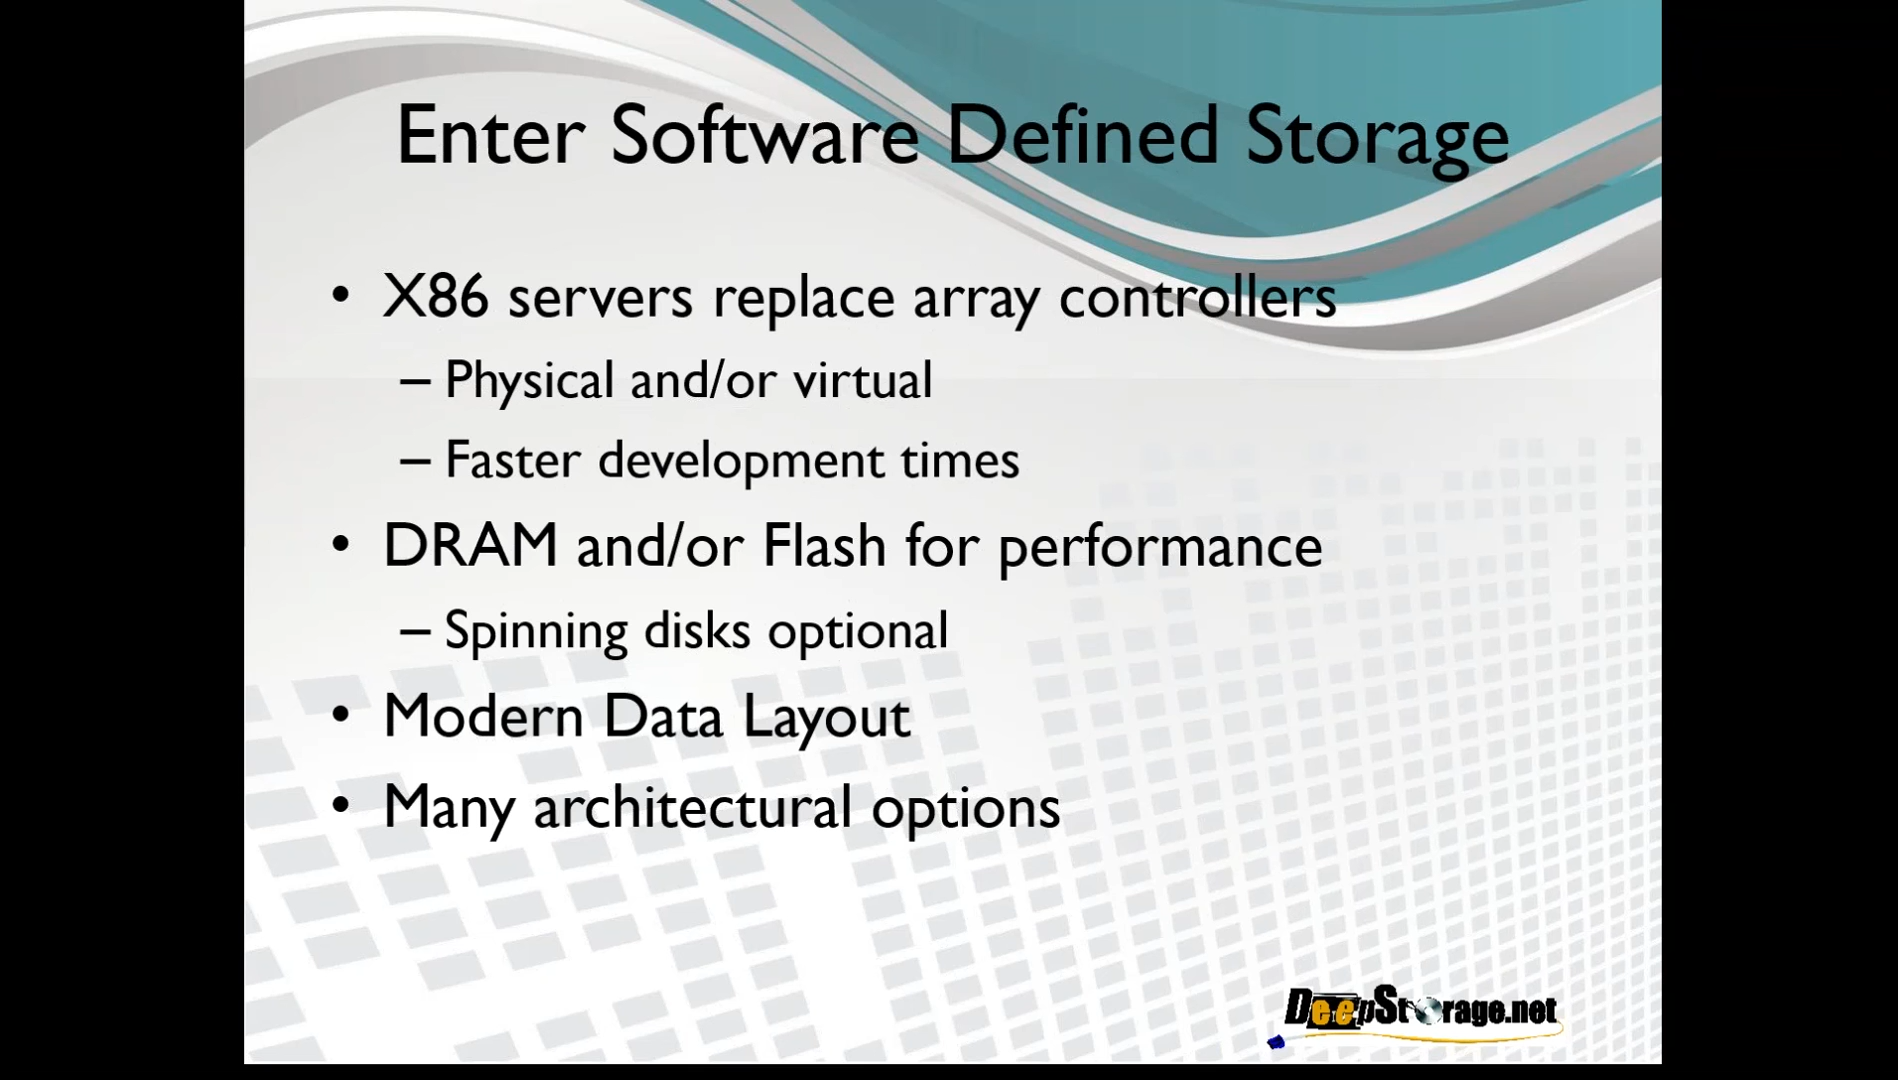 Enter Software Defined Storage
• X86 servers replace array controllers
– Physical and/or virtual
– Faster development times
• DRAM and/or Flash for performance
– Spinning disks optional
• Modern Data Layout
• Many architectural options
DeepStorage.net